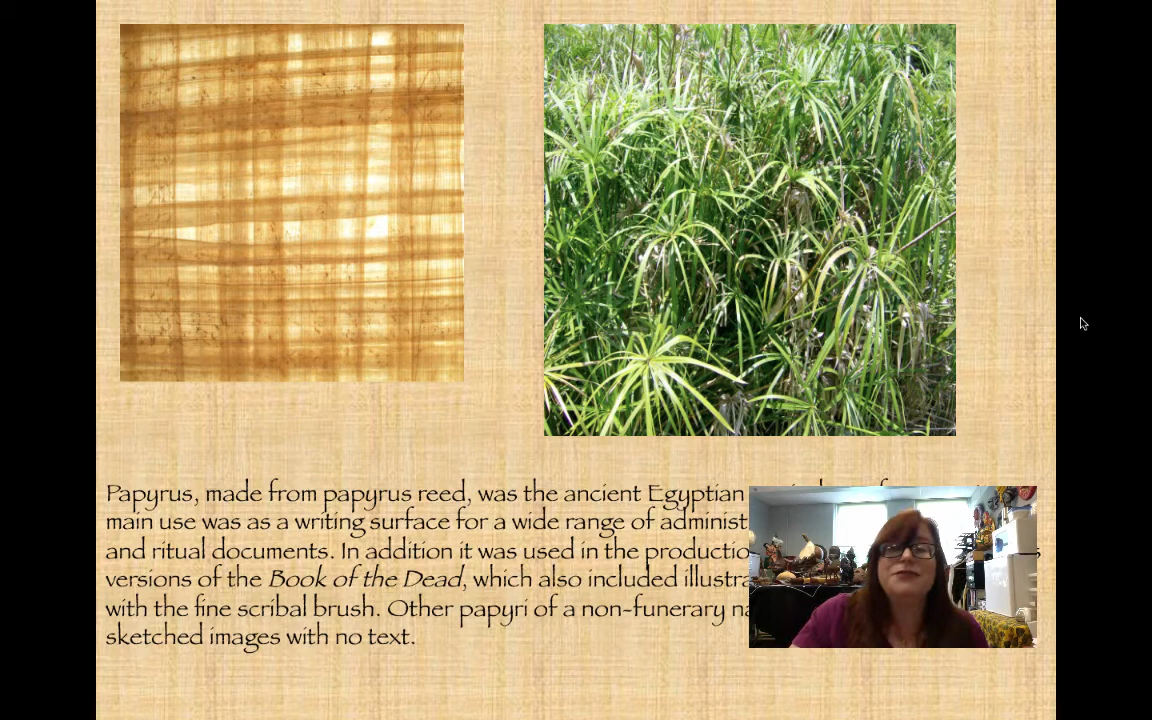 Papyrus, made from papyrus reed, was the ancient Egyptian
main use was as a writing surface for a wide range of administ
and ritual documents. In addition it was used in the productio
versions of the Book of the Dead, which also included illustra
with the fine scribal brush. Other papyri of a non-funerary na
sketched images with no text.